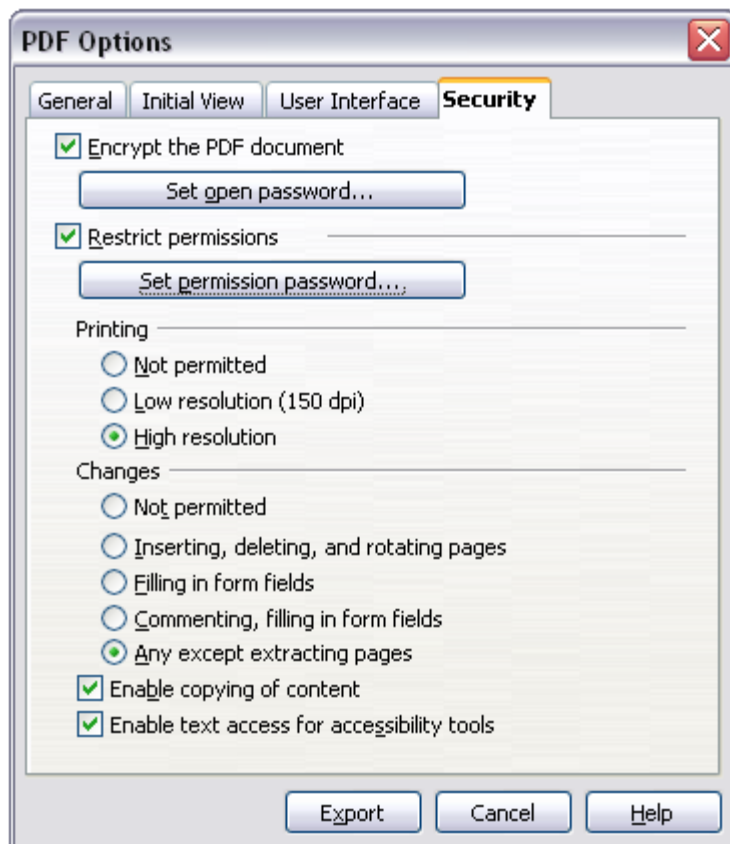 PDF Options
General Initial View User Interface Security
Encrypt the PDF document
Set open password...
Restrict permissions
Set permission password...
Printing
Not permitted
Low resolution (150 dpi)
High resolution
Changes
Not permitted
Inserting, deleting, and rotating pages
Filling in form fields
Commenting, filling in form fields
Any except extracting pages
Enable copying of content
Enable text access for accessibility tools
Export Cancel Help